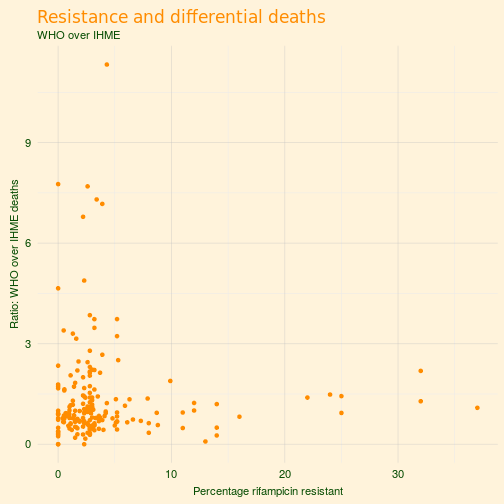 Resistance and differential deaths
WHO over IHME
Ratio: WHO over IHME deaths
9
6
3
0
0 10 20 30
Percentage rifampicin resistant